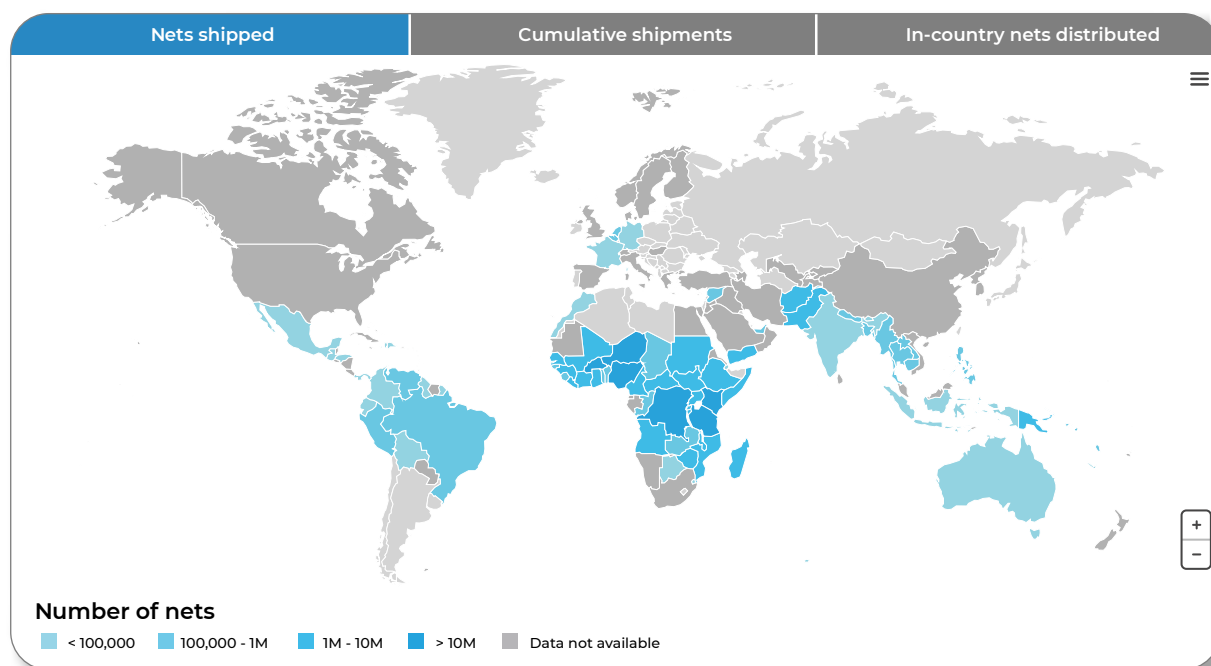 Nets shipped
Cumulative shipments
In-country nets distributed
+
−
Number of nets
< 100,000
100,000 - 1M
1M - 10M
> 10M
Data not available